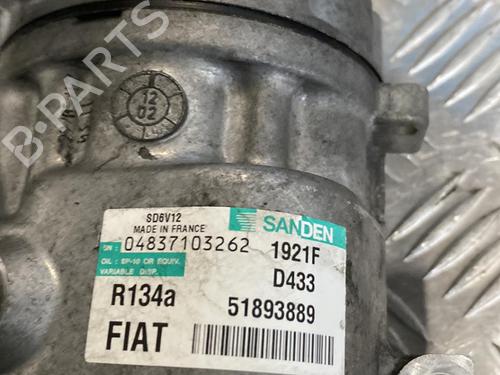 B-PARTS
12
02
SD6V12
MADE IN FRANCE
SANDEN
SN: 04837103262
1921F
OIL : SP-10 OR EQUIV.
VARIABLE DISP.
D433
R134a
51893889
FIAT